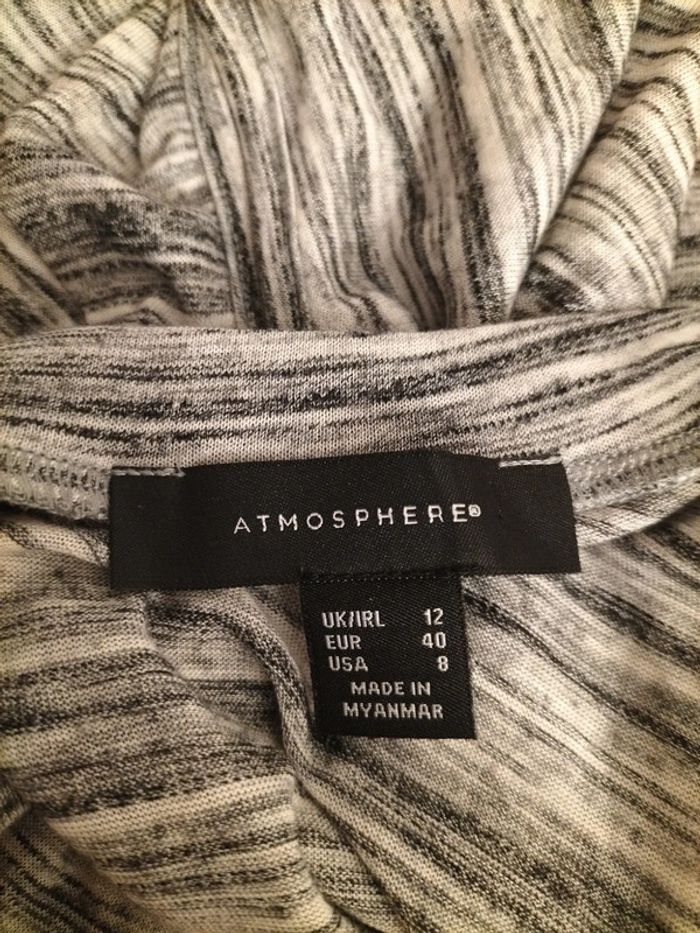 ATMOSPHERE®
UK/IRL 12
EUR 40
USA 8
MADE IN
MYANMAR